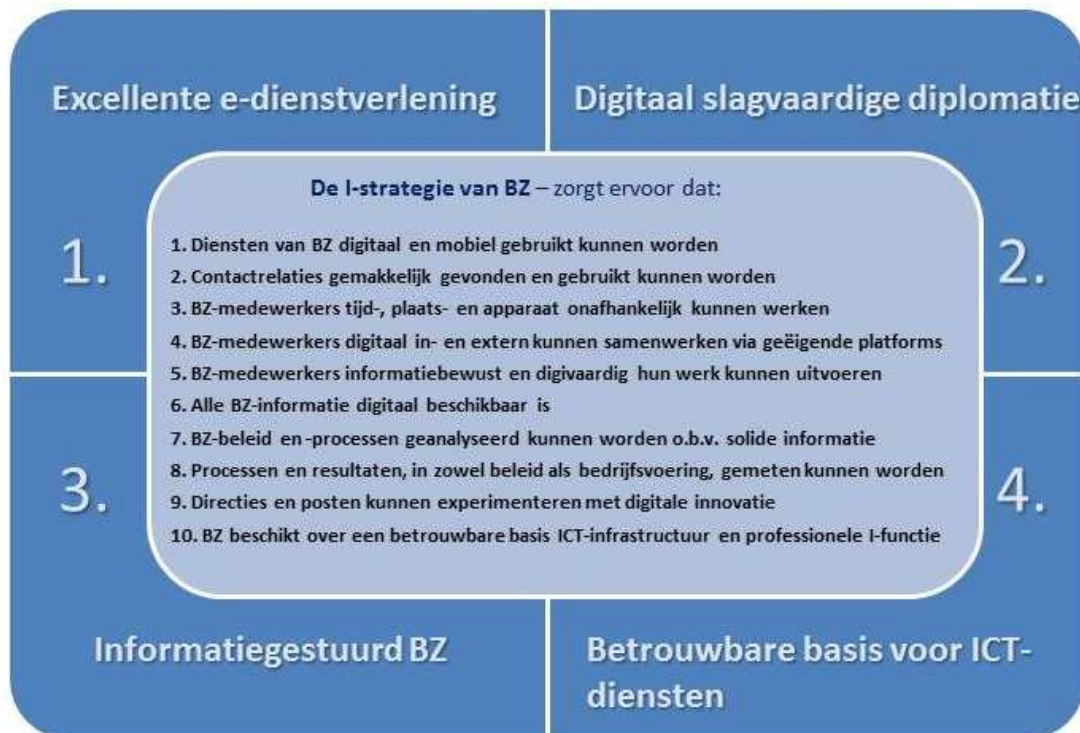 Excellente e-dienstverlening
Digitaal slagvaardige diplomatie
1.
2.
De I-strategie van BZ – zorgt ervoor dat:
1. Diensten van BZ digitaal en mobiel gebruikt kunnen worden
2. Contactrelaties gemakkelijk gevonden en gebruikt kunnen worden
3. BZ-medewerkers tijd-, plaats- en apparaat onafhankelijk kunnen werken
4. BZ-medewerkers digitaal in- en extern kunnen samenwerken via geëigende platforms
5. BZ-medewerkers informatiebewust en digivaardig hun werk kunnen uitvoeren
6. Alle BZ-informatie digitaal beschikbaar is
7. BZ-beleid en -processen geanalyseerd kunnen worden o.b.v. solide informatie
8. Processen en resultaten, in zowel beleid als bedrijfsvoering, gemeten kunnen worden
9. Directies en posten kunnen experimenteren met digitale innovatie
10. BZ beschikt over een betrouwbare basis ICT-infrastructuur en professionele I-functie
3.
4.
Informatiegestuurd BZ
Betrouwbare basis voor ICT-
diensten